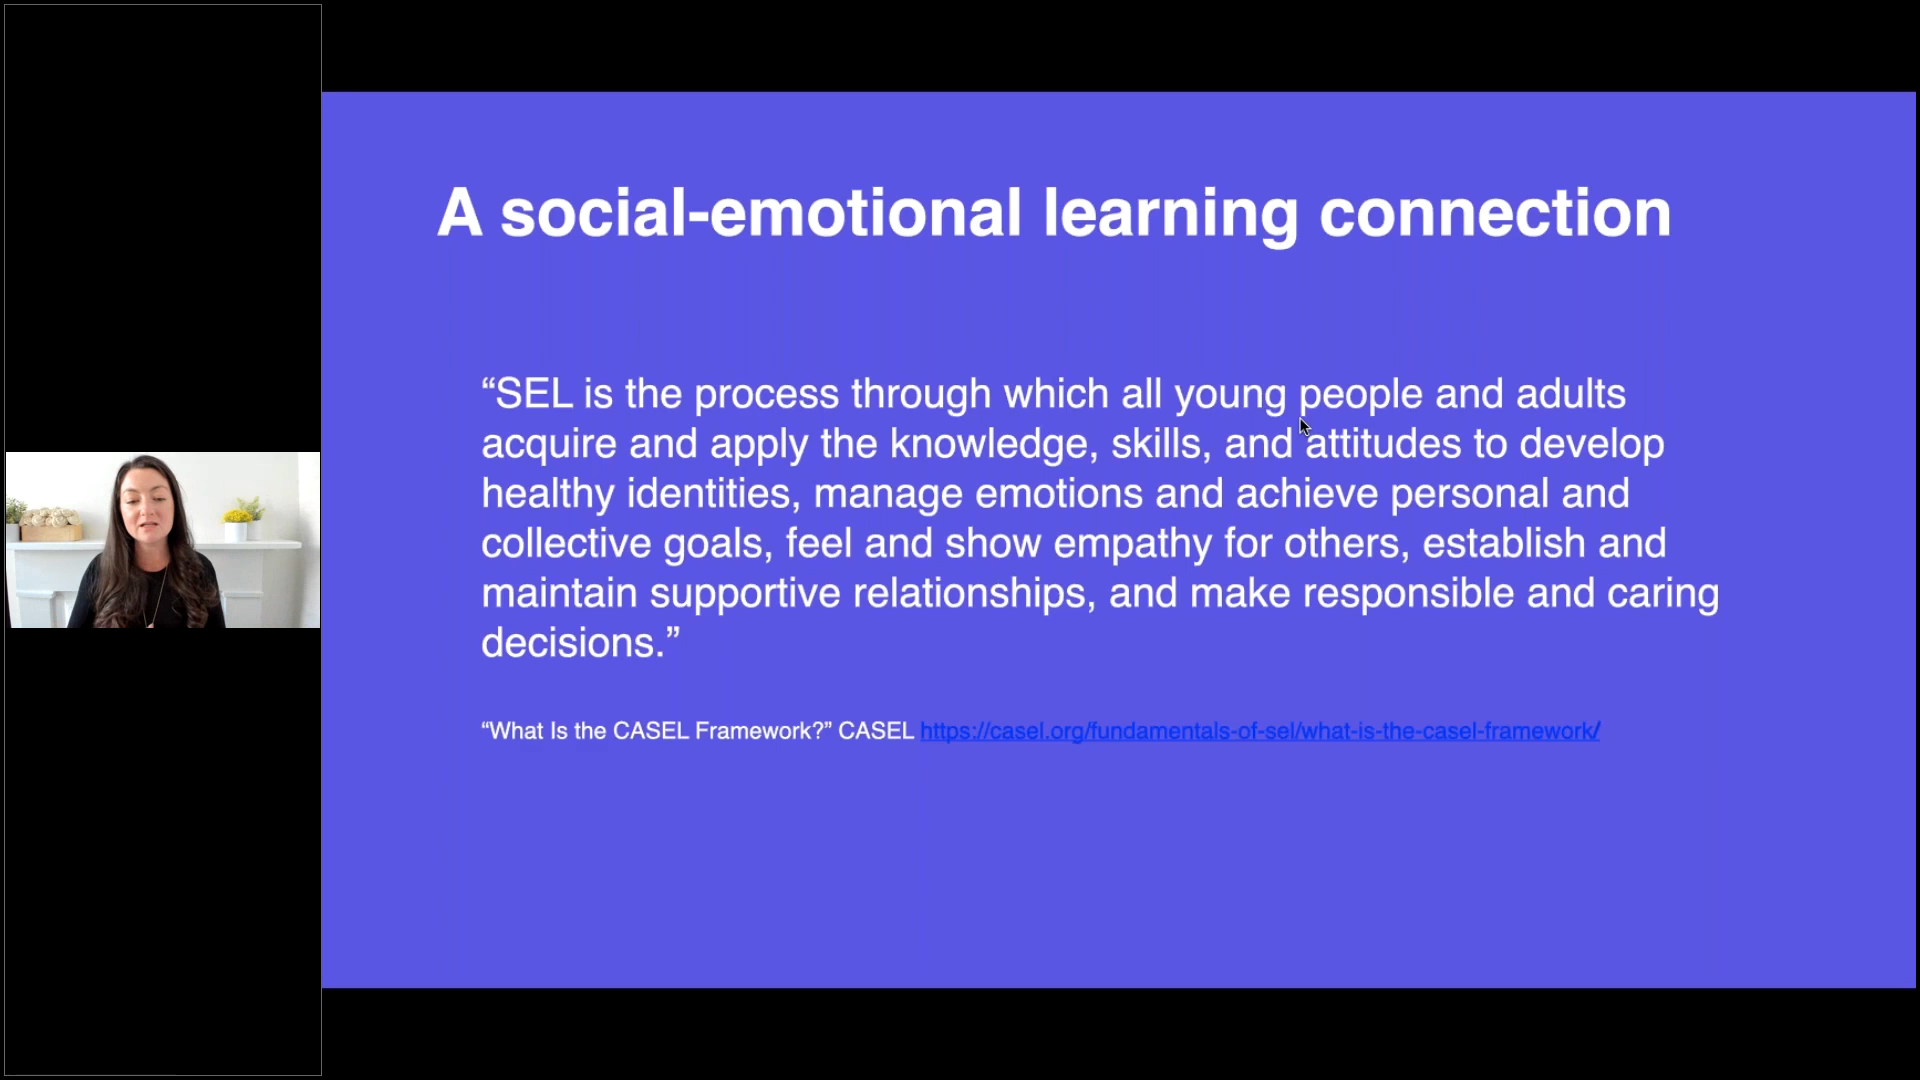 A social-emotional learning connection
“SEL is the process through which all young people and adults
acquire and apply the knowledge, skills, and attitudes to develop
healthy identities, manage emotions and achieve personal and
collective goals, feel and show empathy for others, establish and
maintain supportive relationships, and make responsible and caring
decisions.”
“What Is the CASEL Framework?” CASEL https://casel.org/fundamentals-of-sel/what-is-the-casel-framework/